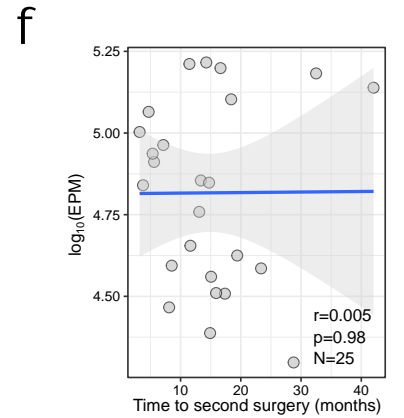 f
5.25
5.00
4.75
4.50
log₁₀(EPM)
r=0.005
p=0.98
N=25
10 20 30 40
Time to second surgery (months)